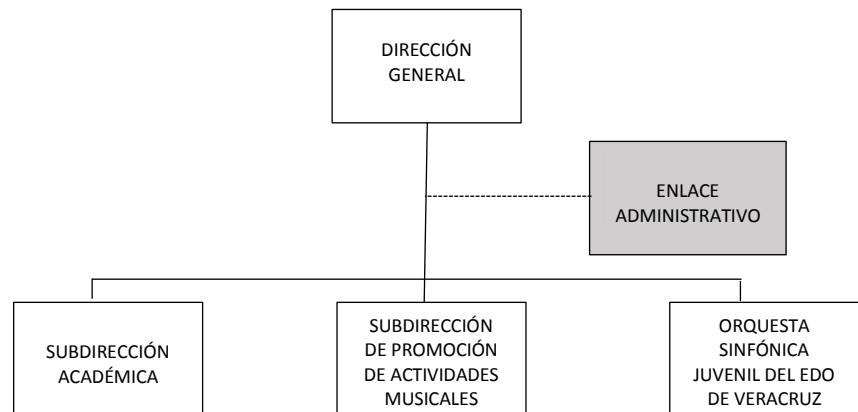 DIRECCIÓN
GENERAL
ENLACE
ADMINISTRATIVO
SUBDIRECCIÓN
ACADÉMICA
SUBDIRECCIÓN
DE PROMOCIÓN
DE ACTIVIDADES
MUSICALES
ORQUESTA
SINFÓNICA
JUVENIL DEL EDO
DE VERACRUZ